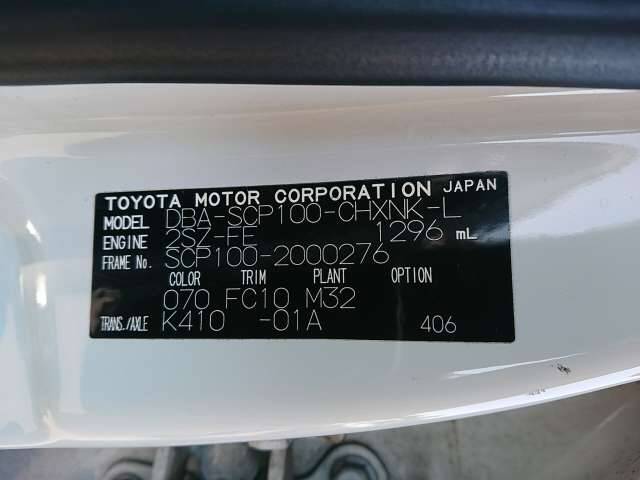 TOYOTA MOTOR CORPORATION JAPAN
MODEL DBA-SCP100-CHXNK-L
ENGINE 2SZ-FE 1296 mL
FRAME No. SCP100-2000276
COLOR TRIM PLANT OPTION
070 FC10 M32
TRANS./AXLE K410 -01A 406